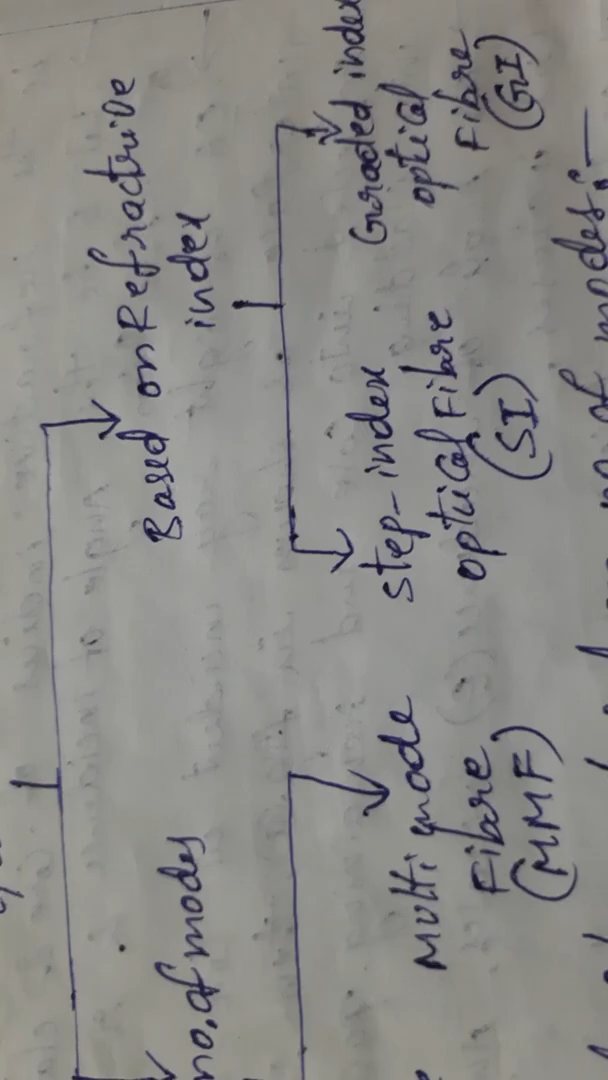 no. of modes
Based on Refractive
index
Multi mode
Fibre
(MMF)
step-index
optical Fibre
(SI)
Graded index
optical
Fibre
(GI)
no. of modes:-